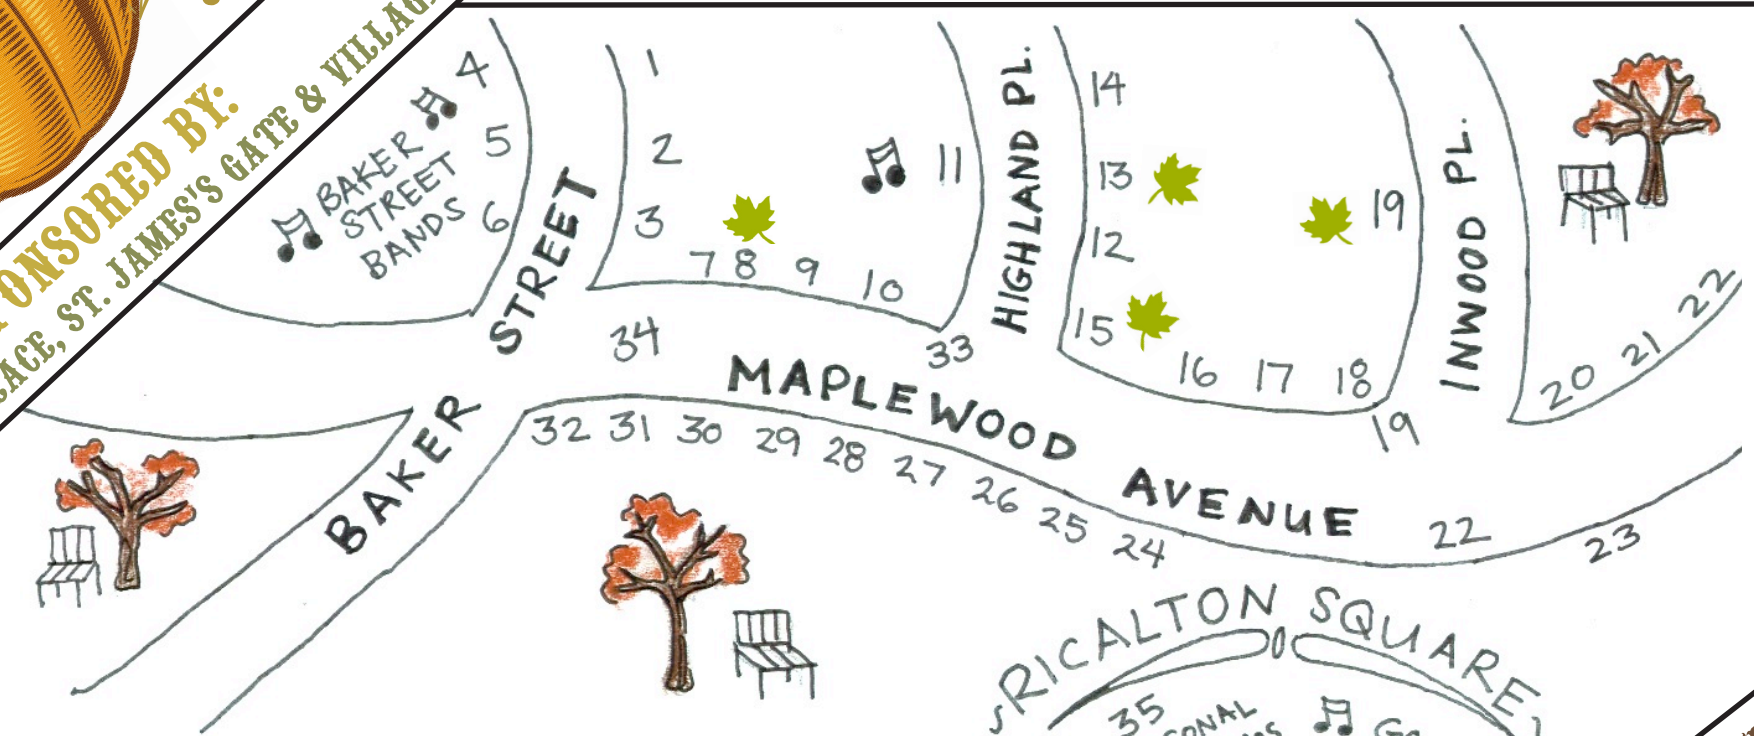 ONSORED BY:
ACE, ST. JAMES'S GATE & VILLAG
BAKER
STREET
BANDS
4
5
6
1
2
3
7 8 9 10
11
BAKER STREET
HIGHLAND PL.
14
13
12
15
16 17 18
19
19
INWOOD PL.
20 21 22
34
33
MAPLEWOOD AVENUE
32 31 30 29 28 27 26 25 24
22
23
RICALTON SQUARE
35
ONAL